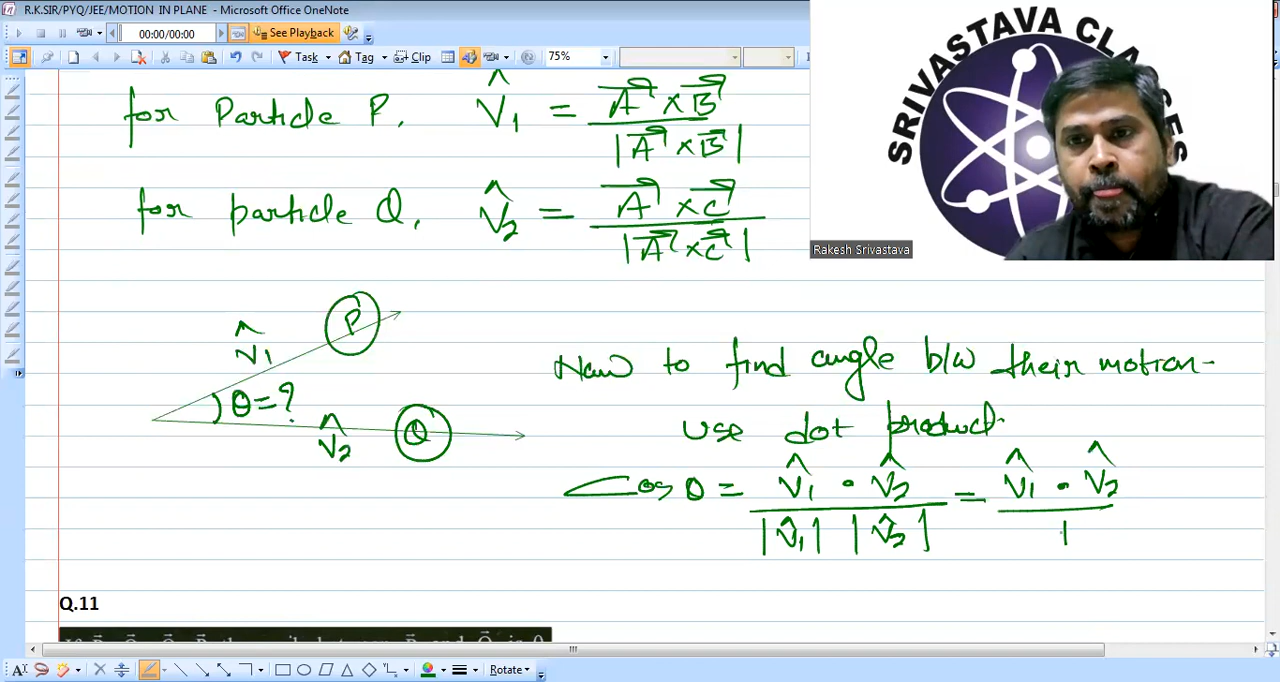 R.K.SIR/PYQ/JEE/MOTION IN PLANE - Microsoft Office OneNote
00:00/00:00 See Playback
Task Tag Clip 75%
SRIVASTAVA CLASSES
Rakesh Srivastava
for Particle P. V̂₁ = A⃗ × B⃗ / |A⃗ × B⃗|
for particle Q. V̂₂ = A⃗ × C⃗ / |A⃗ × C⃗|
V̂₁ P
θ = ?
V̂₂ Q
Now to find angle b/w their motion-
use dot product.
Cos θ = V̂₁ · V̂₂ / |V̂₁| |V̂₂| = V̂₁ · V̂₂ / 1
Q.11
Rotate